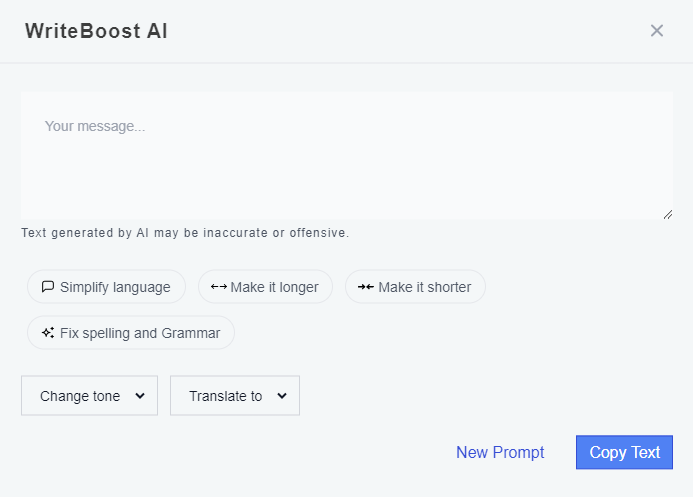 WriteBoost AI
Your message...
Text generated by AI may be inaccurate or offensive.
Simplify language
Make it longer
Make it shorter
Fix spelling and Grammar
Change tone
Translate to
New Prompt
Copy Text